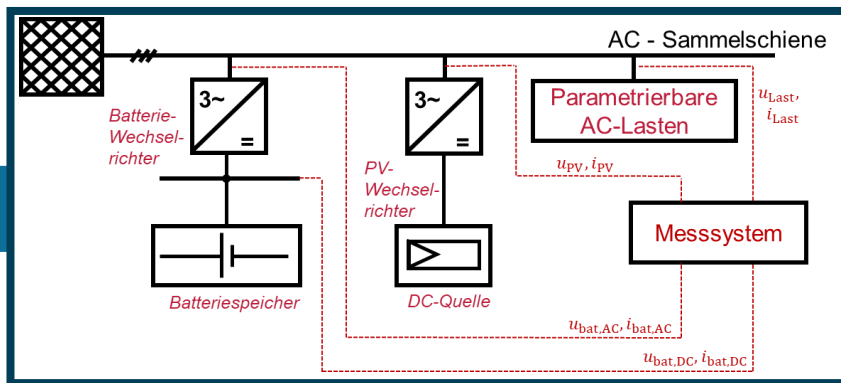 AC - Sammelschiene
3~
=
Batterie-
Wechsel-
richter
3~
=
PV-
Wechsel-
richter
Parametrierbare
AC-Lasten
u_Last,
i_Last
u_PV, i_PV
Messsystem
Batteriespeicher
DC-Quelle
u_bat,AC, i_bat,AC
u_bat,DC, i_bat,DC